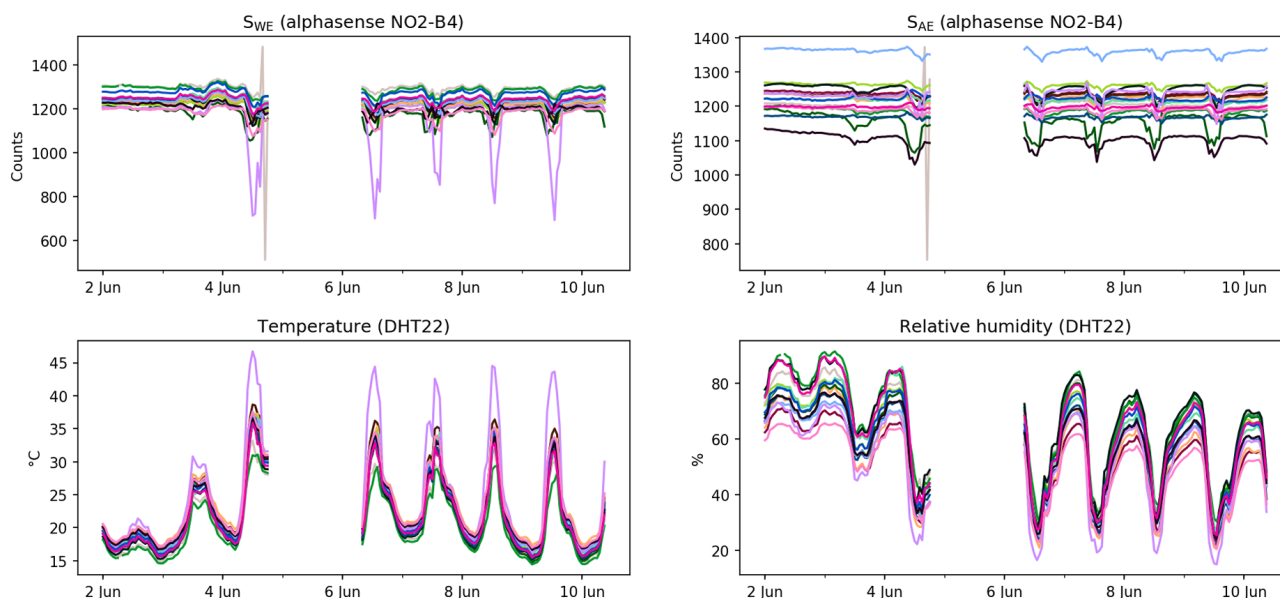 S_WE (alphasense NO2-B4)
Counts
1400
1200
1000
800
600
2 Jun 4 Jun 6 Jun 8 Jun 10 Jun
S_AE (alphasense NO2-B4)
Counts
1400
1300
1200
1100
1000
900
800
2 Jun 4 Jun 6 Jun 8 Jun 10 Jun
Temperature (DHT22)
°C
45
40
35
30
25
20
15
2 Jun 4 Jun 6 Jun 8 Jun 10 Jun
Relative humidity (DHT22)
%
80
60
40
20
2 Jun 4 Jun 6 Jun 8 Jun 10 Jun